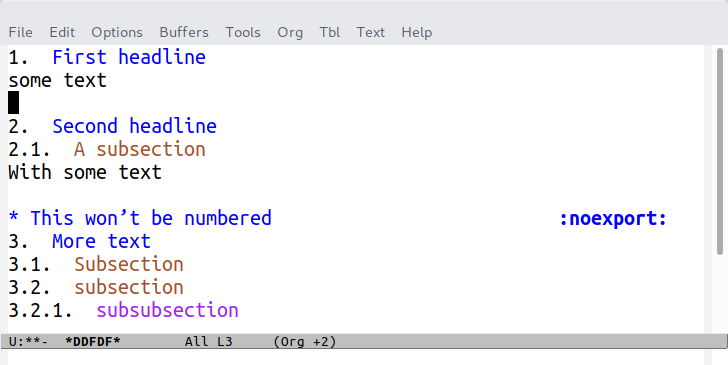 File Edit Options Buffers Tools Org Tbl Text Help
1. First headline
some text
2. Second headline
2.1. A subsection
With some text
* This won’t be numbered :noexport:
3. More text
3.1. Subsection
3.2. subsection
3.2.1. subsubsection
U:**- *DDFDF* All L3 (Org +2)